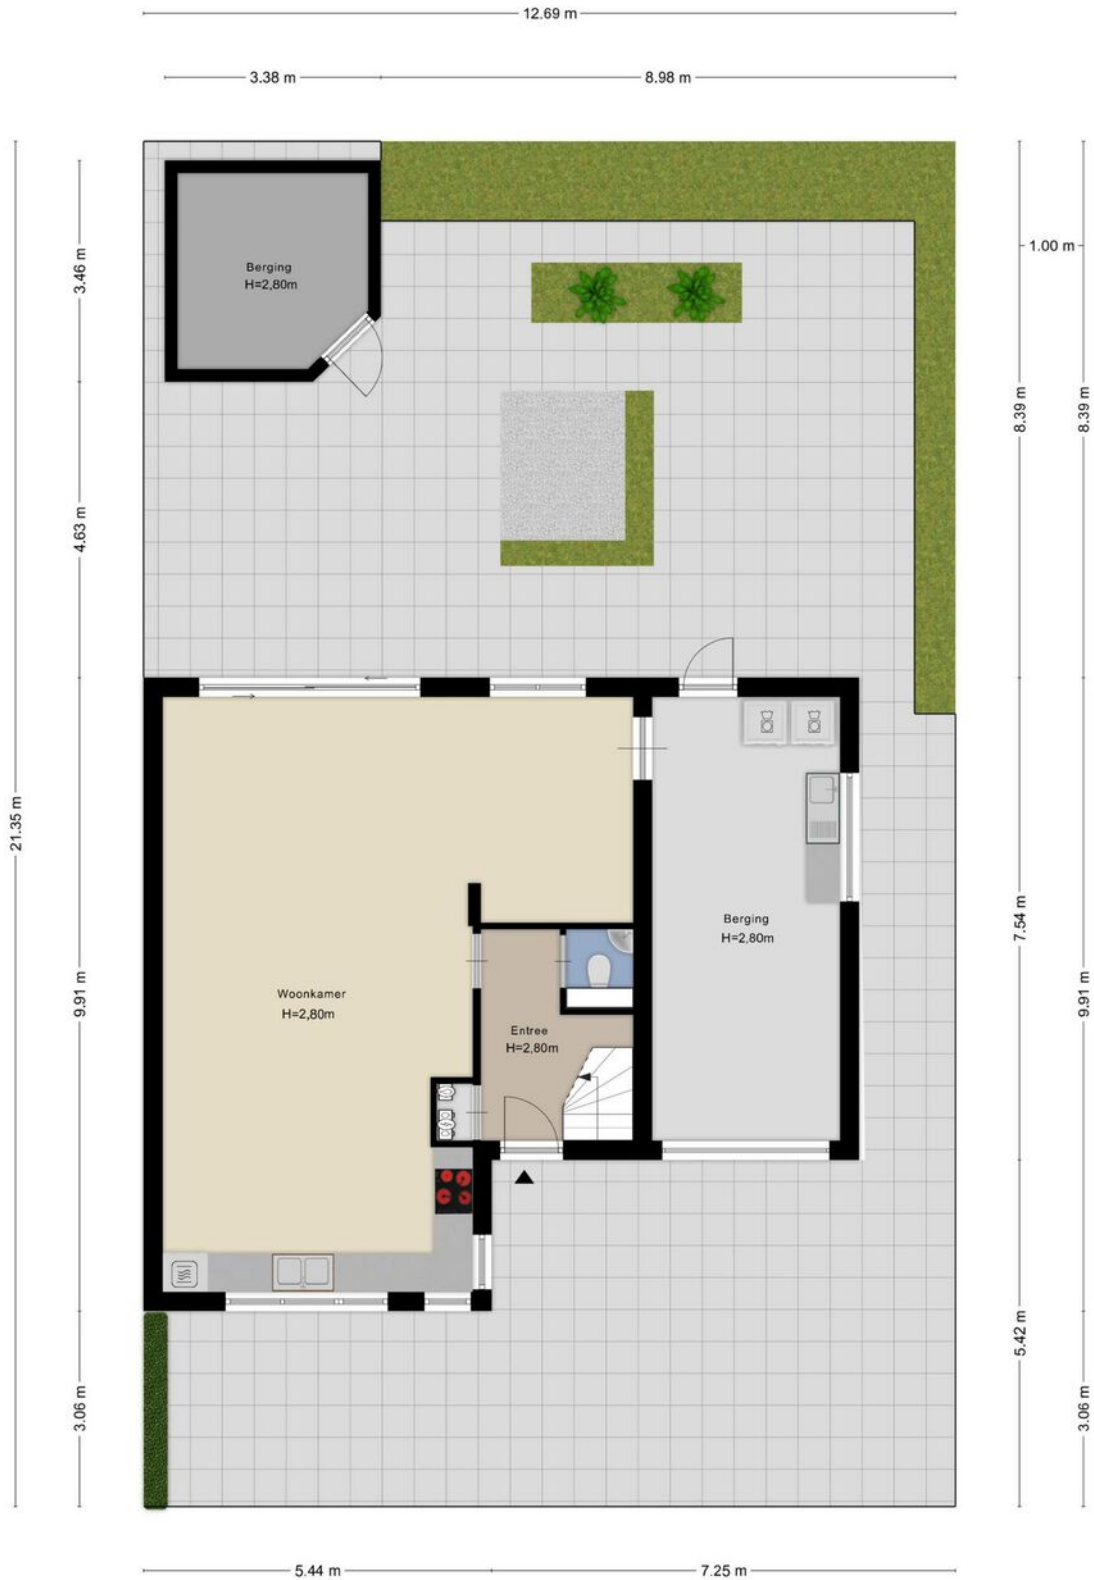 12.69 m
3.38 m
8.98 m
Berging
H=2,80m
3.46 m
1.00 m
8.39 m
8.39 m
4.63 m
21.35 m
Berging
H=2,80m
7.54 m
Woonkamer
H=2,80m
Entree
H=2,80m
9.91 m
9.91 m
5.42 m
3.06 m
3.06 m
5.44 m
7.25 m